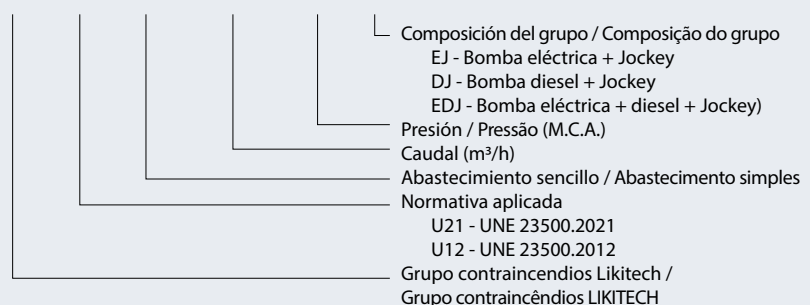 Composición del grupo / Composição do grupo
EJ - Bomba eléctrica + Jockey
DJ - Bomba diesel + Jockey
EDJ - Bomba eléctrica + diesel + Jockey)
Presión / Pressão (M.C.A.)
Caudal (m³/h)
Abastecimiento sencillo / Abastecimento simples
Normativa aplicada
U21 - UNE 23500.2021
U12 - UNE 23500.2012
Grupo contraincendios Likitech /
Grupo contraincêndios LIKITECH